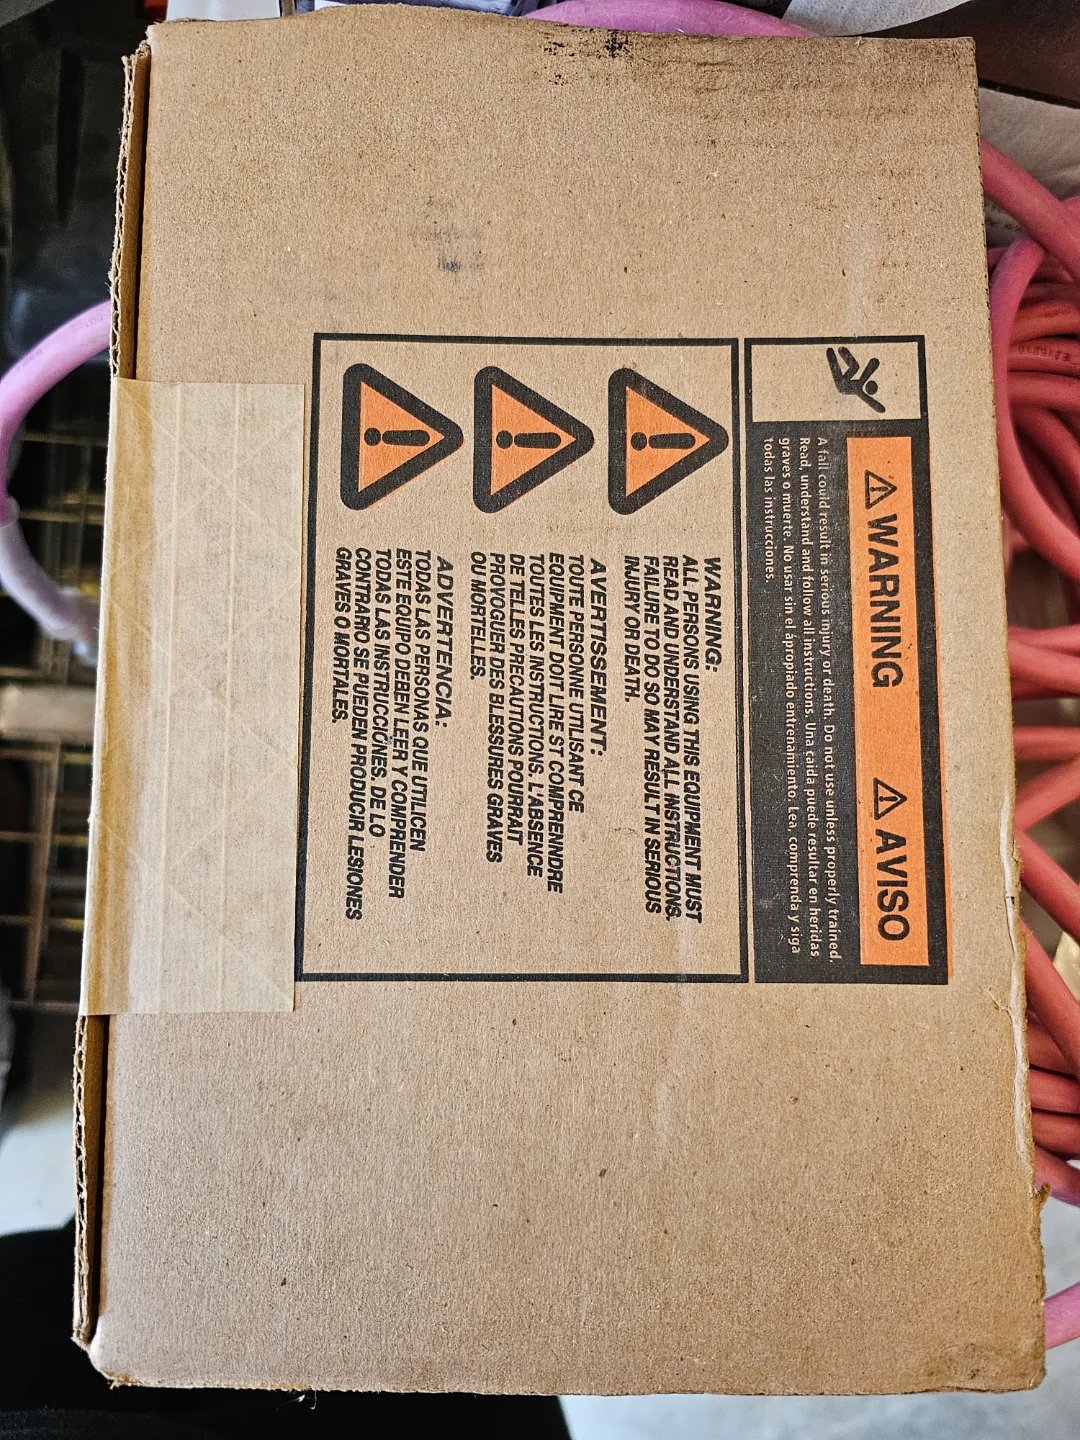 WARNING AVISO
A fall could result in serious injury or death. Do not use unless properly trained.
Read, understand and follow all instructions. Una caida puede resultar en heridas
graves o muerte. No usar sin el apropiado entrenamiento. Lea, comprenda y siga
todas las instrucciones.
WARNING:
ALL PERSONS USING THIS EQUIPMENT MUST
READ AND UNDERSTAND ALL INSTRUCTIONS.
FAILURE TO DO SO MAY RESULT IN SERIOUS
INJURY OR DEATH.
AVERTISSEMENT:
TOUTE PERSONNE UTILISANT CE
EQUIPMENT DOIT LIRE ST COMPRENNDRE
TOUTES LES INSTRUCTIONS. L'ABSENCE
DE TELLES PRECAUTIONS POURRAIT
PROVOGUER DES BLESSURES GRAVES
OU MORTELLES.
ADVERTENCIA:
TODAS LAS PERSONAS QUE UTILICEN
ESTE EQUIPO DEBEN LEER Y COMPRENDER
TODAS LAS INSTRUCCIÓNES. DE LO
CONTRARIO SE PUEDEN PRODUCIR LESIONES
GRAVES O MORTALES.